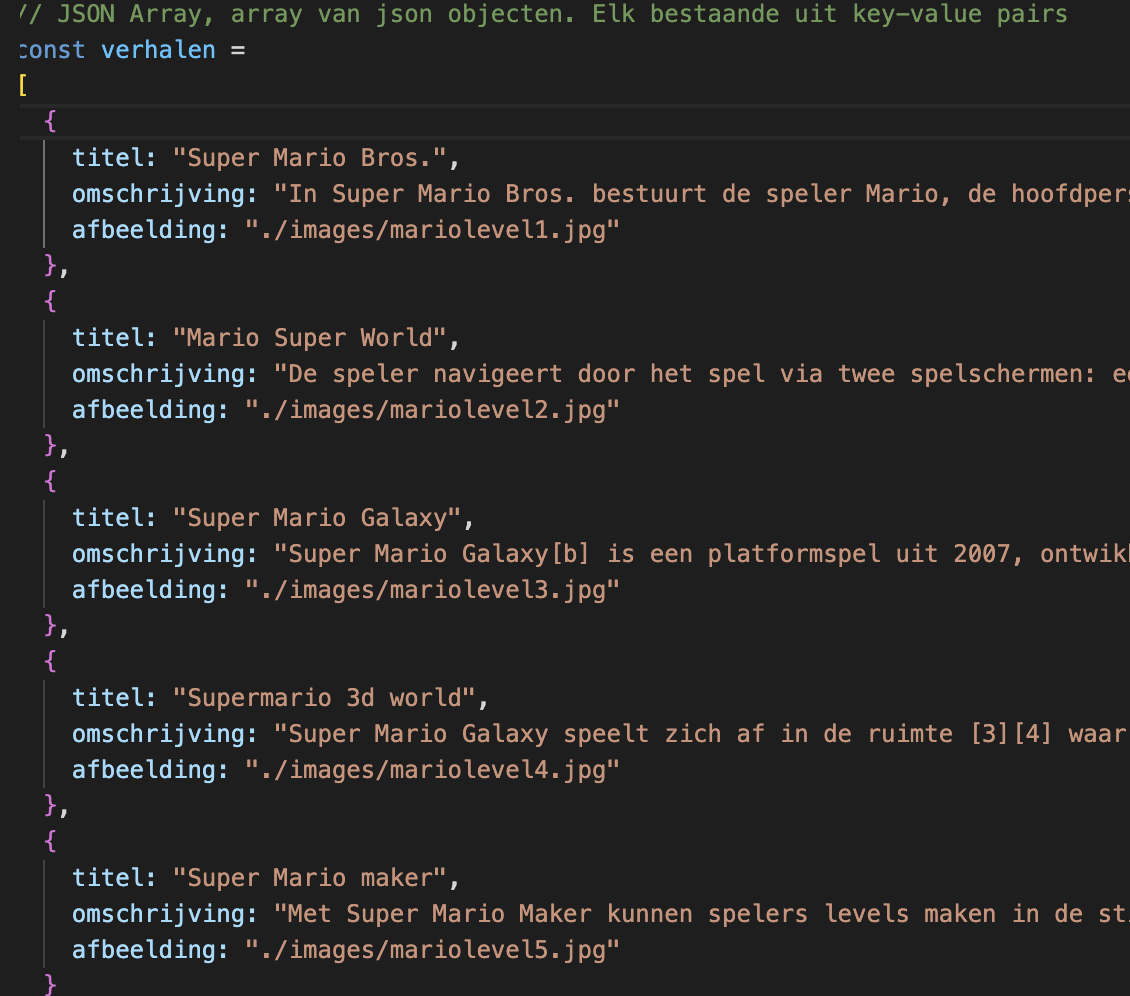 // JSON Array, array van json objecten. Elk bestaande uit key-value pairs
const verhalen =
[
{
titel: "Super Mario Bros.",
omschrijving: "In Super Mario Bros. bestuurt de speler Mario, de
afbeelding: "./images/mariolevel1.jpg"
},
{
titel: "Mario Super World",
omschrijving: "De speler navigeert door het spel via twee spelschermen:
afbeelding: "./images/mariolevel2.jpg"
},
{
titel: "Super Mario Galaxy",
omschrijving: "Super Mario Galaxy[b] is een platformspel uit 2007,
afbeelding: "./images/mariolevel3.jpg"
},
{
titel: "Supermario 3d world",
omschrijving: "Super Mario Galaxy speelt zich af in de ruimte [3][4] waar
afbeelding: "./images/mariolevel4.jpg"
},
{
titel: "Super Mario maker",
omschrijving: "Met Super Mario Maker kunnen spelers levels maken in de
afbeelding: "./images/mariolevel5.jpg"
}